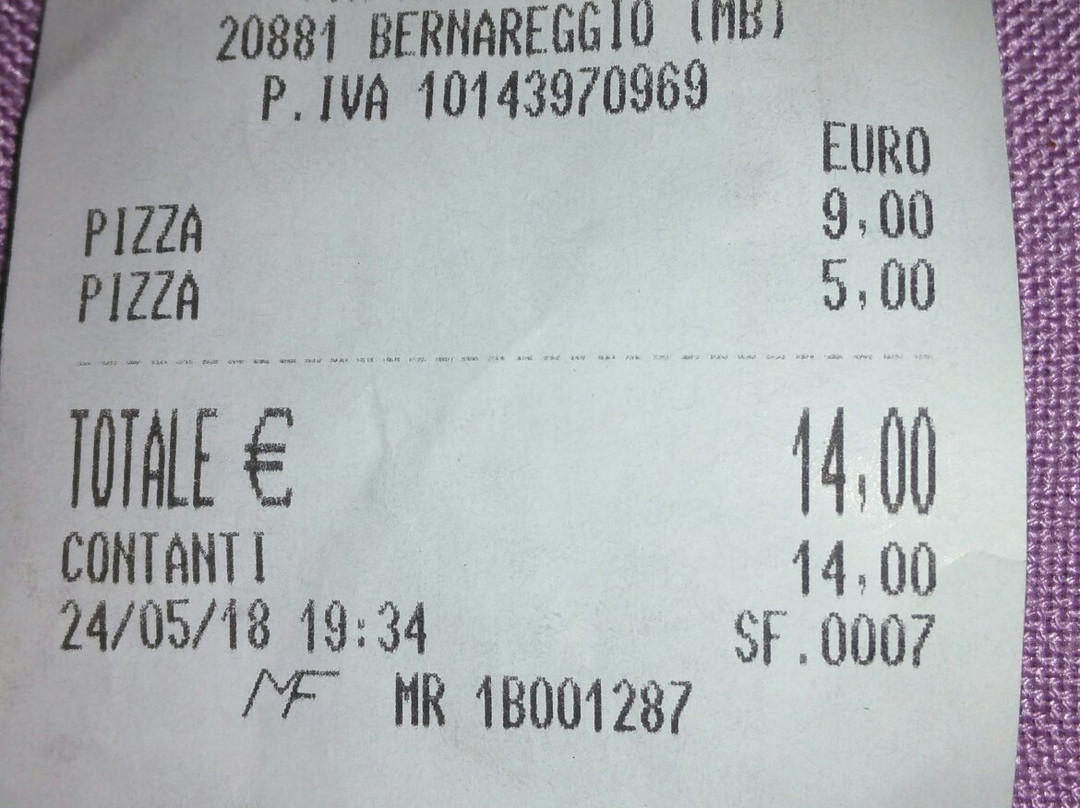 20881 BERNAREGGIO (MB)
P.IVA 10143970969
EURO
PIZZA 9,00
PIZZA 5,00
TOTALE € 14,00
CONTANTI 14,00
24/05/18 19:34 SF.0007
MF MR 1B001287